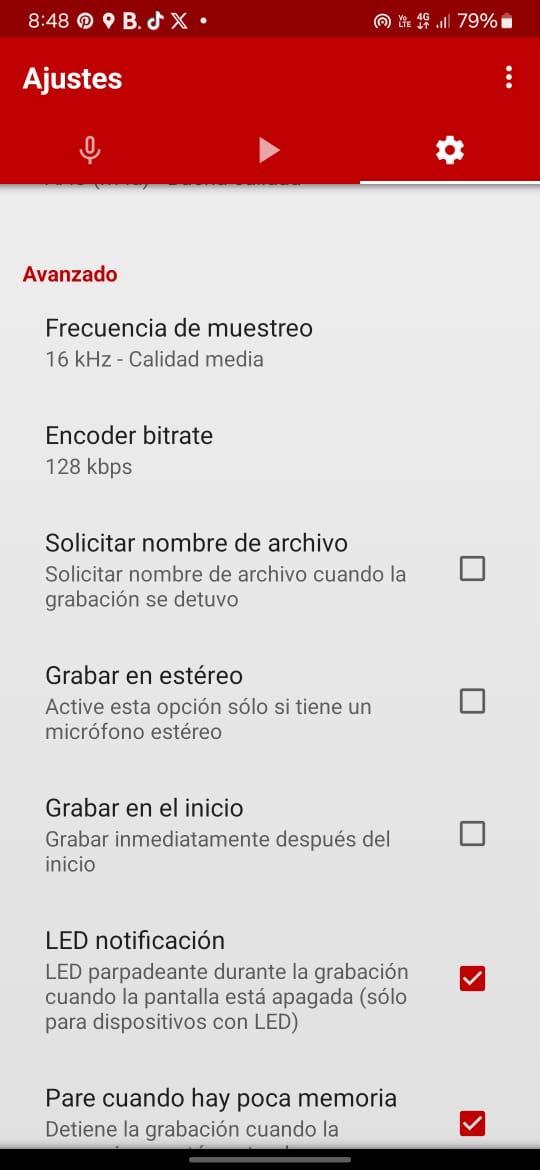 8:48 B. X
Vo LTE 4G 79%
Ajustes
Avanzado
Frecuencia de muestreo
16 kHz - Calidad media
Encoder bitrate
128 kbps
Solicitar nombre de archivo
Solicitar nombre de archivo cuando la
grabación se detuvo
Grabar en estéreo
Active esta opción sólo si tiene un
micrófono estéreo
Grabar en el inicio
Grabar inmediatamente después del
inicio
LED notificación
LED parpadeante durante la grabación
cuando la pantalla está apagada (sólo
para dispositivos con LED)
Pare cuando hay poca memoria
Detiene la grabación cuando la